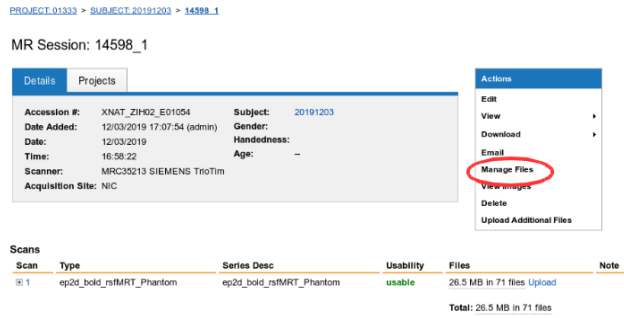 PROJECT: 01333 > SUBJECT: 20191203 > 14598_1
MR Session: 14598_1
Details Projects
Accession #: XNAT_ZIH02_E01054 Subject: 20191203
Date Added: 12/03/2019 17:07:54 (admin) Gender:
Date: 12/03/2019 Handedness:
Time: 16:58:22 Age: --
Scanner: MRC35213 SIEMENS TrioTim
Acquisition Site: NIC
Actions
Edit
View
Download
Email
Manage Files
View Images
Delete
Upload Additional Files
Scans
Scan Type Series Desc Usability Files Note
1 ep2d_bold_rsfMRT_Phantom ep2d_bold_rsfMRT_Phantom usable 26.5 MB in 71 files Upload
Total: 26.5 MB in 71 files